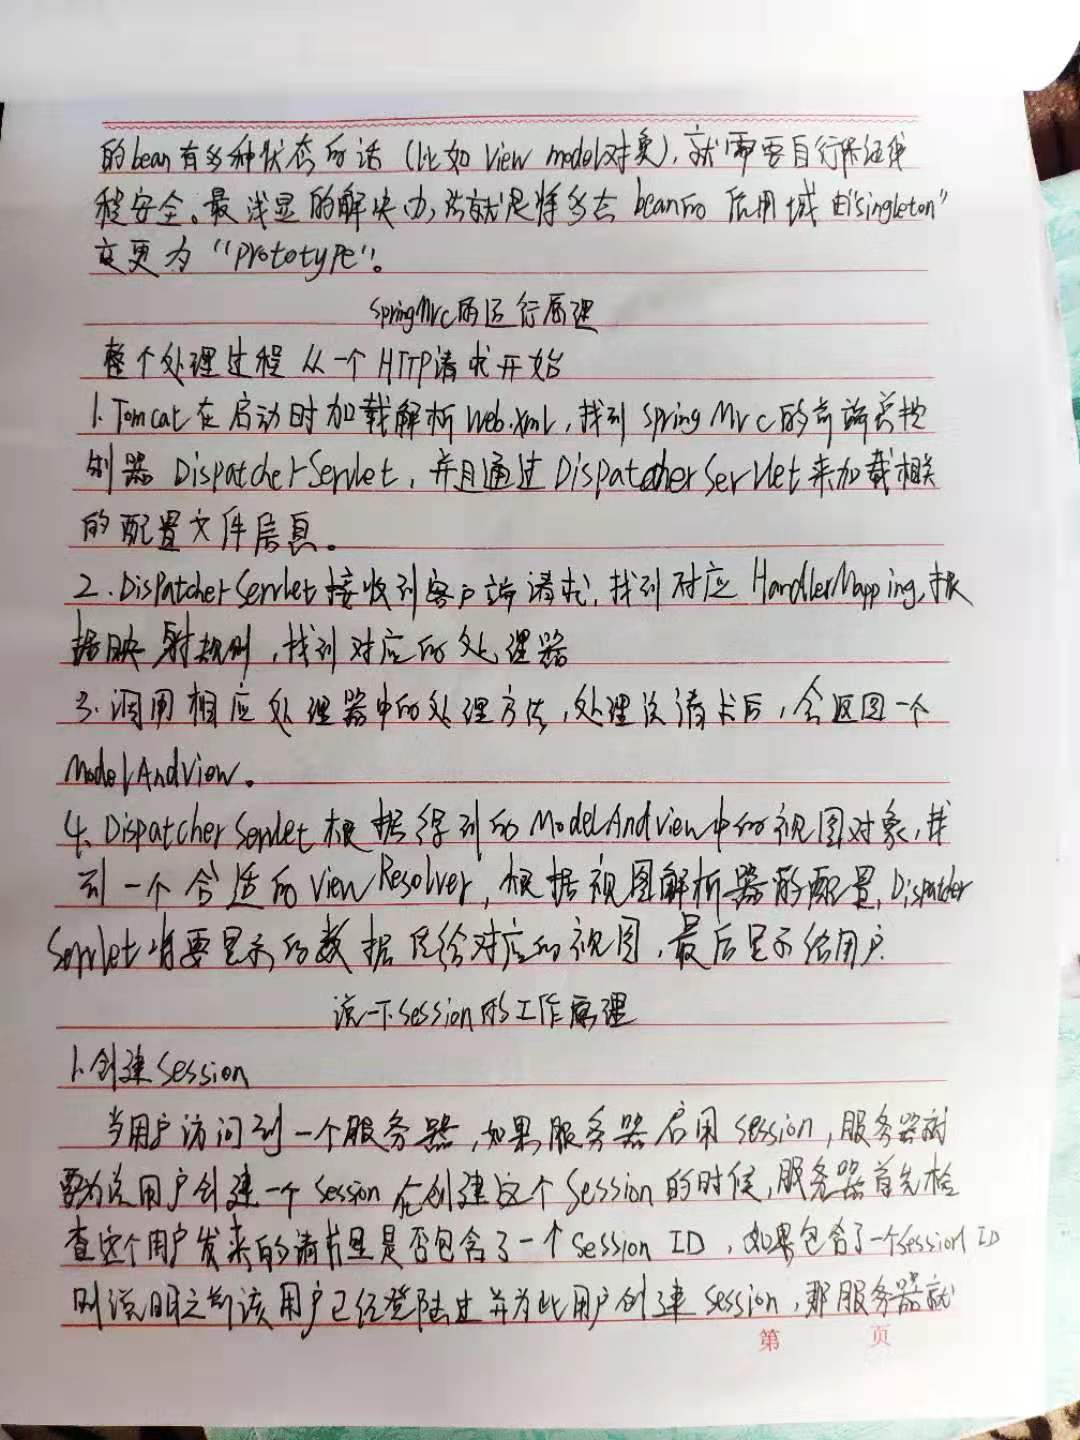 的bean有多种状态的话（比如View model对象），就需要自行保证线
程安全。最浅显的解决办法就是将多态bean的作用域由"singleton"
变更为"prototype"。
SpringMvc的运行原理
整个处理过程从一个HTTP请求开始
1.Tomcat在启动时加载解析Web.xml，找到SpringMvc的前端总控
制器DispatcherServlet，并且通过DispatcherServlet来加载相关
的配置文件信息。
2.DispatcherServlet接收到客户端请求，找到对应HandlerMapping，根
据映射规则，找到对应的处理器
3.调用相应处理器中的处理方法，处理该请求后，会返回一个
ModelAndView。
4.DispatcherServlet根据得到的ModelAndView中的视图对象，找
到一个合适的ViewResolver，根据视图解析器的配置，Dispatcher
Servlet将要显示的数据传给对应的视图，最后显示给用户.
说一下session的工作原理
1.创建Session
当用户访问到一个服务器，如果服务器启用session，服务器就
要为该用户创建一个session在创建这个Session的时候，服务器首先检
查这个用户发来的请求里是否包含了一个session ID，如果包含了一个session ID
则说明之前该用户已经登陆过并为此用户创建session，那服务器就
第 页